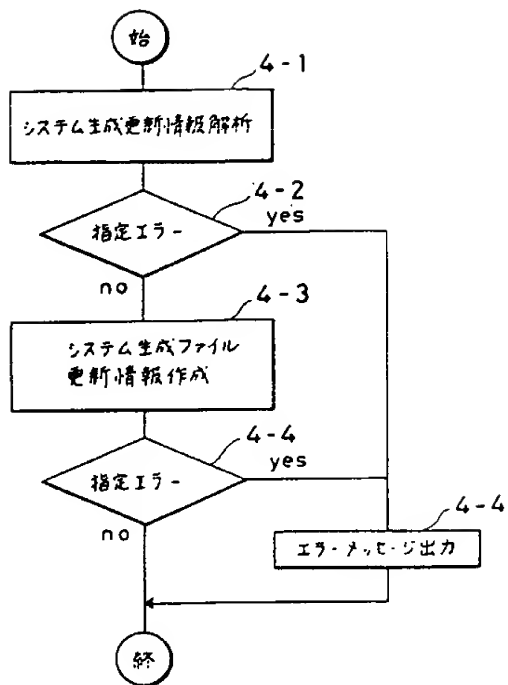 始
4-1
システム生成更新情報解析
4-2
指定エラー
yes
no
4-3
システム生成ファイル
更新情報作成
4-4
指定エラー
yes
no
4-4
エラーメッセージ出力
終